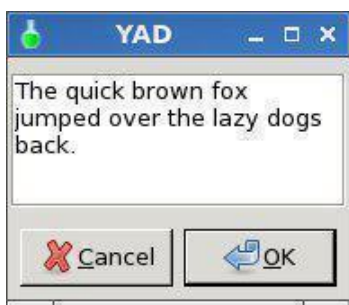 YAD
The quick brown fox
jumped over the lazy dogs
back.
Cancel
OK